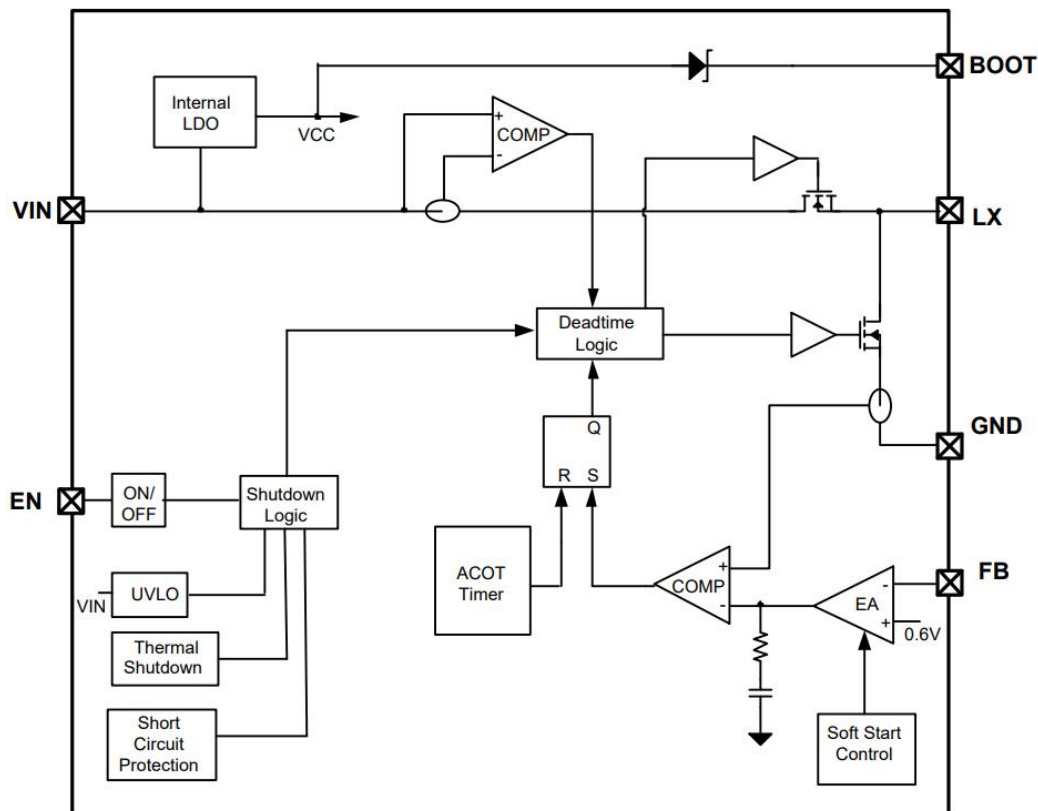 BOOT
Internal
LDO
VCC
+
COMP
-
VIN
LX
Deadtime
Logic
GND
Q
R S
EN
ON/
OFF
Shutdown
Logic
ACOT
Timer
+
COMP
-
FB
-
EA
+
0.6V
VIN
UVLO
Thermal
Shutdown
Short
Circuit
Protection
Soft Start
Control